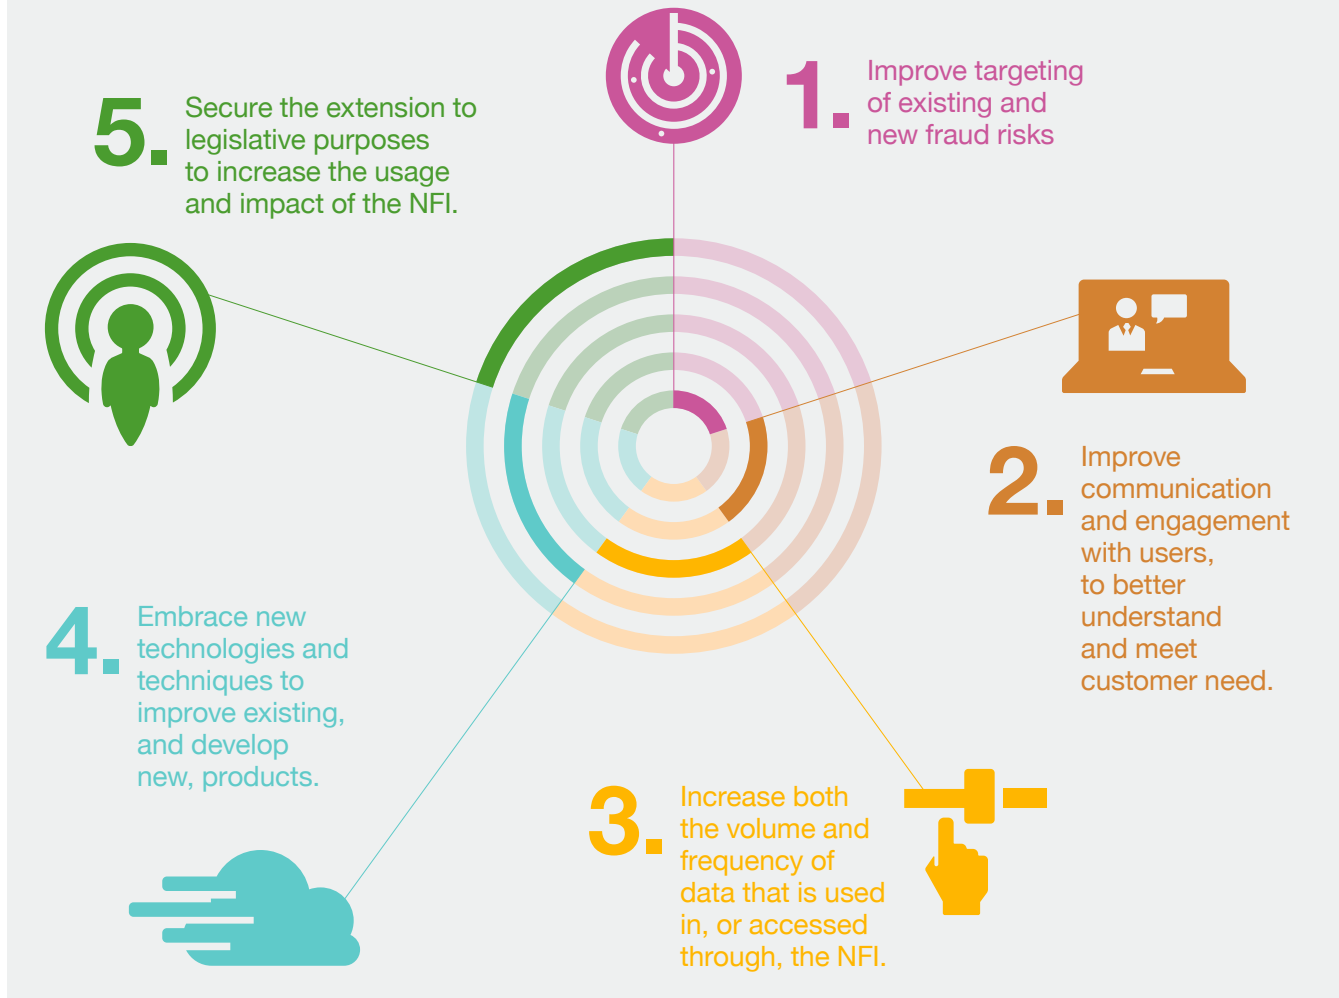 1.
Improve targeting
of existing and
new fraud risks
2.
Improve
communication
and engagement
with users,
to better
understand
and meet
customer need.
3.
Increase both
the volume and
frequency of
data that is used
in, or accessed
through, the NFI.
4.
Embrace new
technologies and
techniques to
improve existing,
and develop
new, products.
5.
Secure the extension to
legislative purposes
to increase the usage
and impact of the NFI.